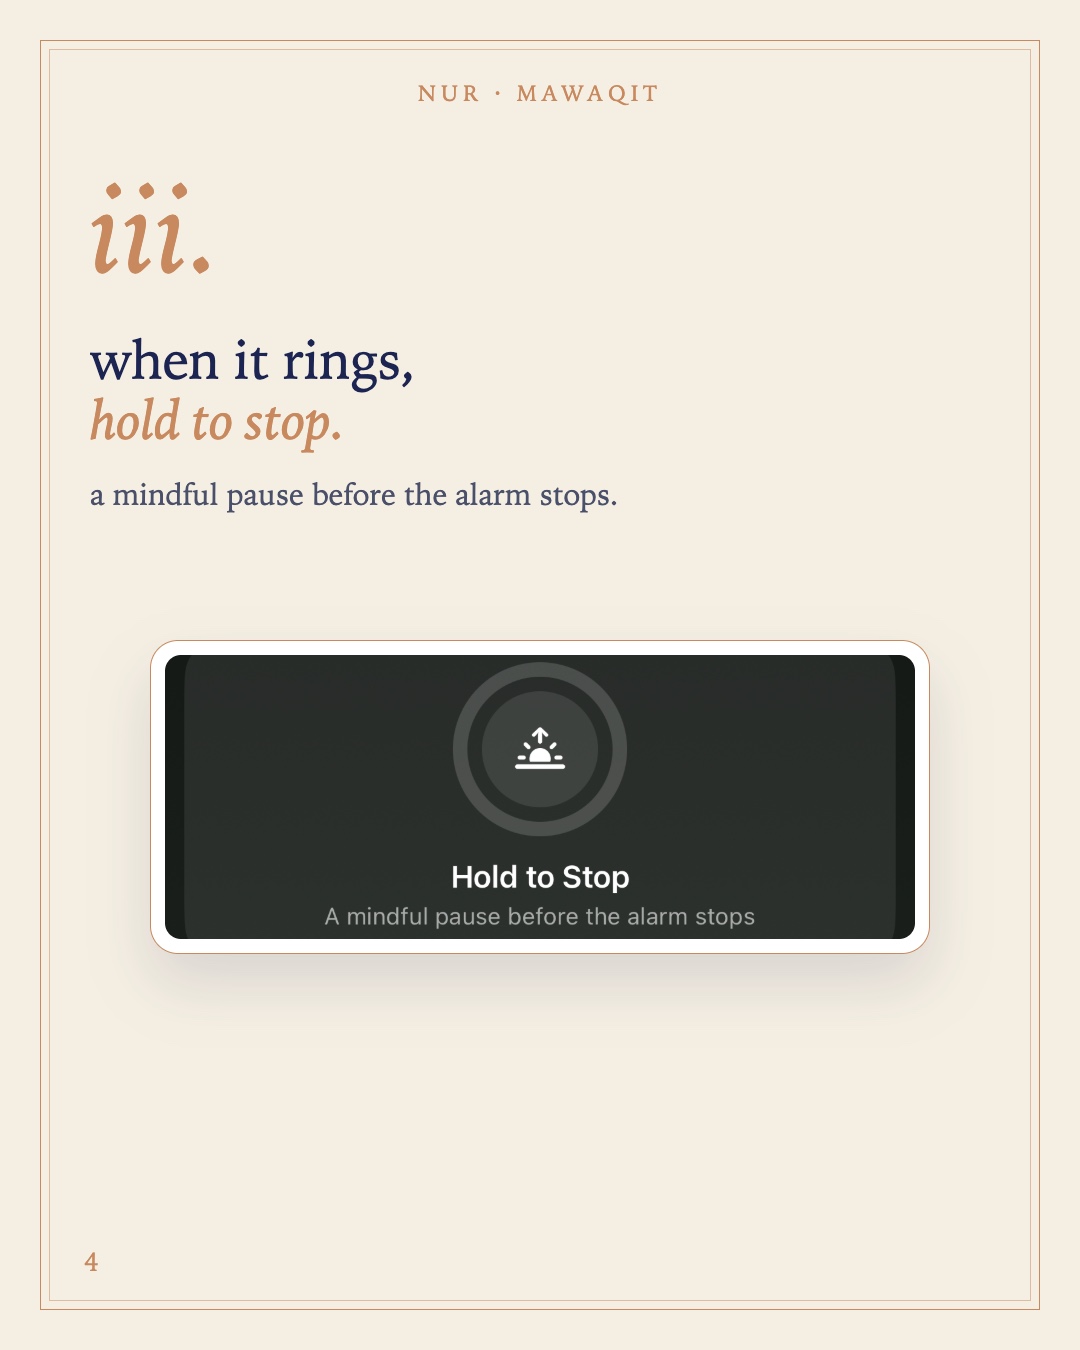 NUR · MAWAQIT
iii.
when it rings,
hold to stop.
a mindful pause before the alarm stops.
Hold to Stop
A mindful pause before the alarm stops
4